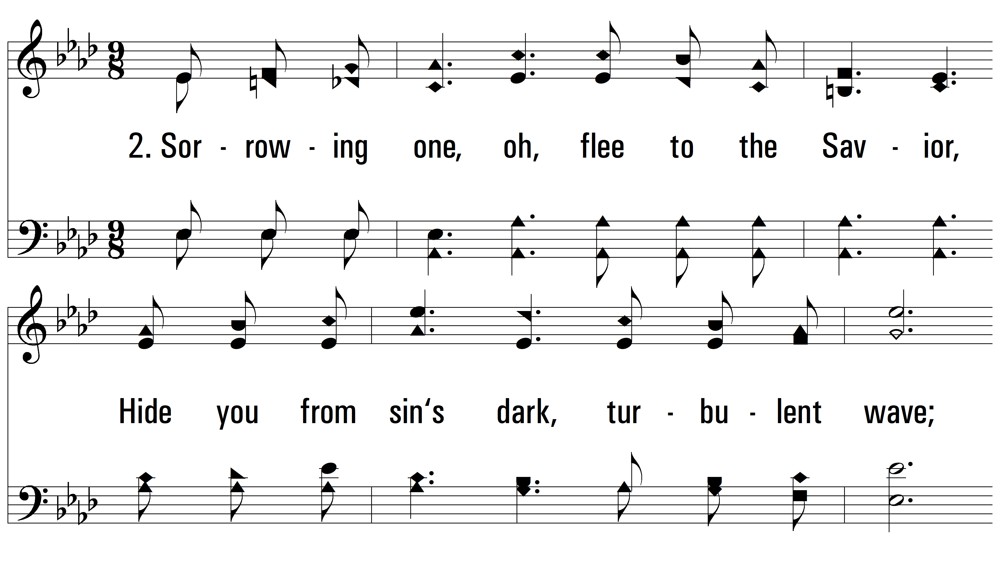 2. Sor - row - ing one, oh, flee to the Sav - ior,
Hide you from sin‘s dark, tur - bu - lent wave;